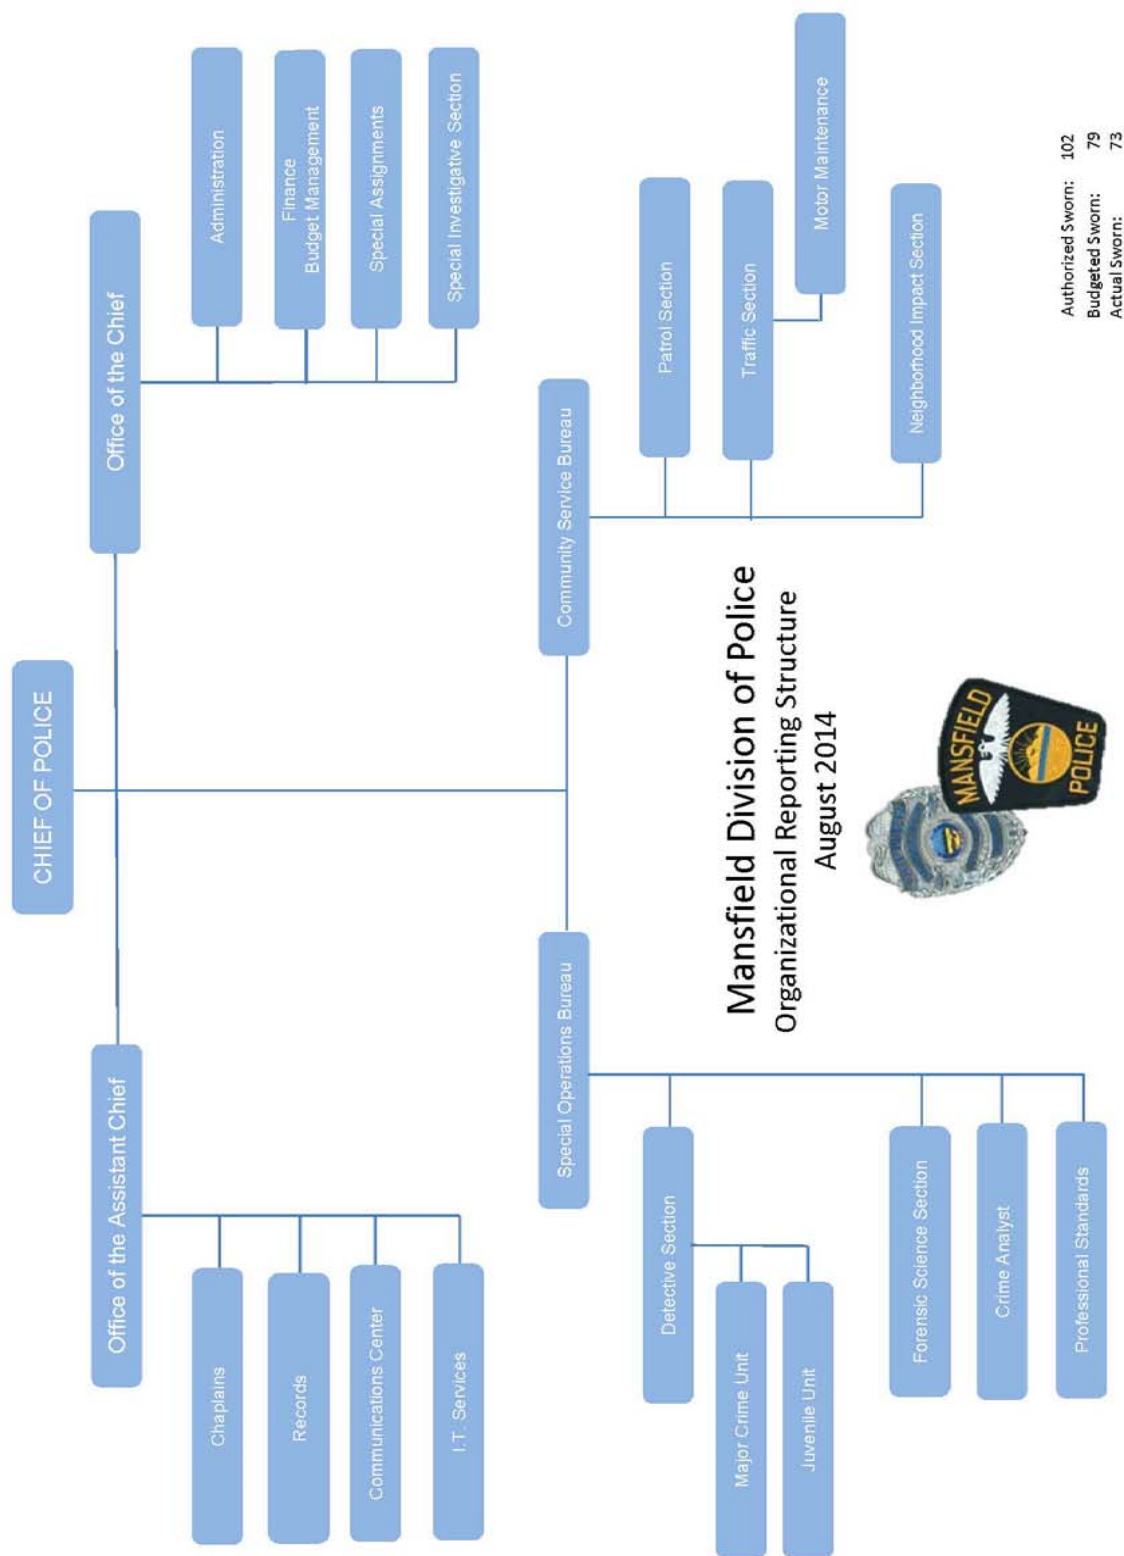 CHIEF OF POLICE
Office of the Assistant Chief
Office of the Chief
Chaplains
Records
Communications Center
I.T. Services
Administration
Finance
Budget Management
Special Assignments
Special Investigative Section
Special Operations Bureau
Community Service Bureau
Detective Section
Major Crime Unit
Juvenile Unit
Forensic Science Section
Crime Analyst
Professional Standards
Patrol Section
Traffic Section
Motor Maintenance
Neighborhood Impact Section
Mansfield Division of Police
Organizational Reporting Structure
August 2014
MANSFIELD
POLICE
Authorized Sworn: 102
Budgeted Sworn: 79
Actual Sworn: 73